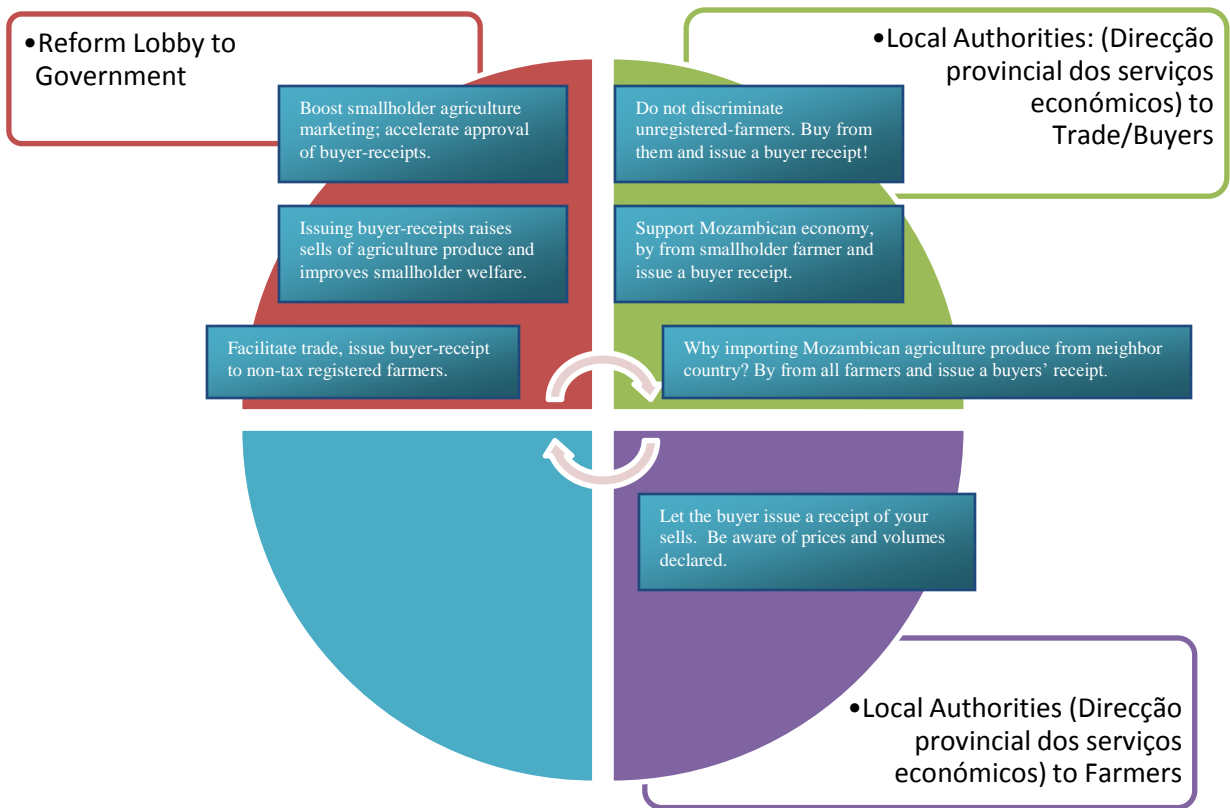 •Reform Lobby to
Government
Boost smallholder agriculture
marketing; accelerate approval
of buyer-receipts.
Issuing buyer-receipts raises
sells of agriculture produce and
improves smallholder welfare.
Facilitate trade, issue buyer-receipt
to non-tax registered farmers.
•Local Authorities: (Direcção
provincial dos serviços
económicos) to
Trade/Buyers
Do not discriminate
unregistered-farmers. Buy from
them and issue a buyer receipt!
Support Mozambican economy,
by from smallholder farmer and
issue a buyer receipt.
Why importing Mozambican agriculture produce from neighbor
country? By from all farmers and issue a buyers’ receipt.
Let the buyer issue a receipt of your
sells.  Be aware of prices and volumes
declared.
•Local Authorities (Direcção
provincial dos serviços
económicos) to Farmers